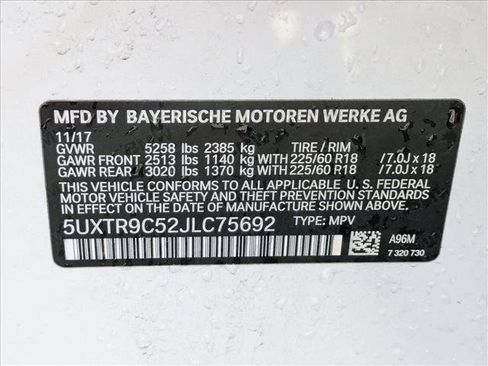 MFD BY BAYERISCHE MOTOREN WERKE AG
11/17
GVWR 5258 lbs 2385 kg TIRE / RIM
GAWR FRONT 2513 lbs 1140 kg WITH 225/60 R18 /7.0J x 18
GAWR REAR /3020 lbs 1370 kg WITH 225/60 R18 /7.0J x 18
THIS VEHICLE CONFORMS TO ALL APPLICABLE U. S. FEDERAL
MOTOR VEHICLE SAFETY AND THEFT PREVENTION STANDARDS
IN EFFECT ON THE DATE OF MANUFACTURE SHOWN ABOVE.
5UXTR9C52JLC75692 TYPE: MPV
A96M
7 320 730